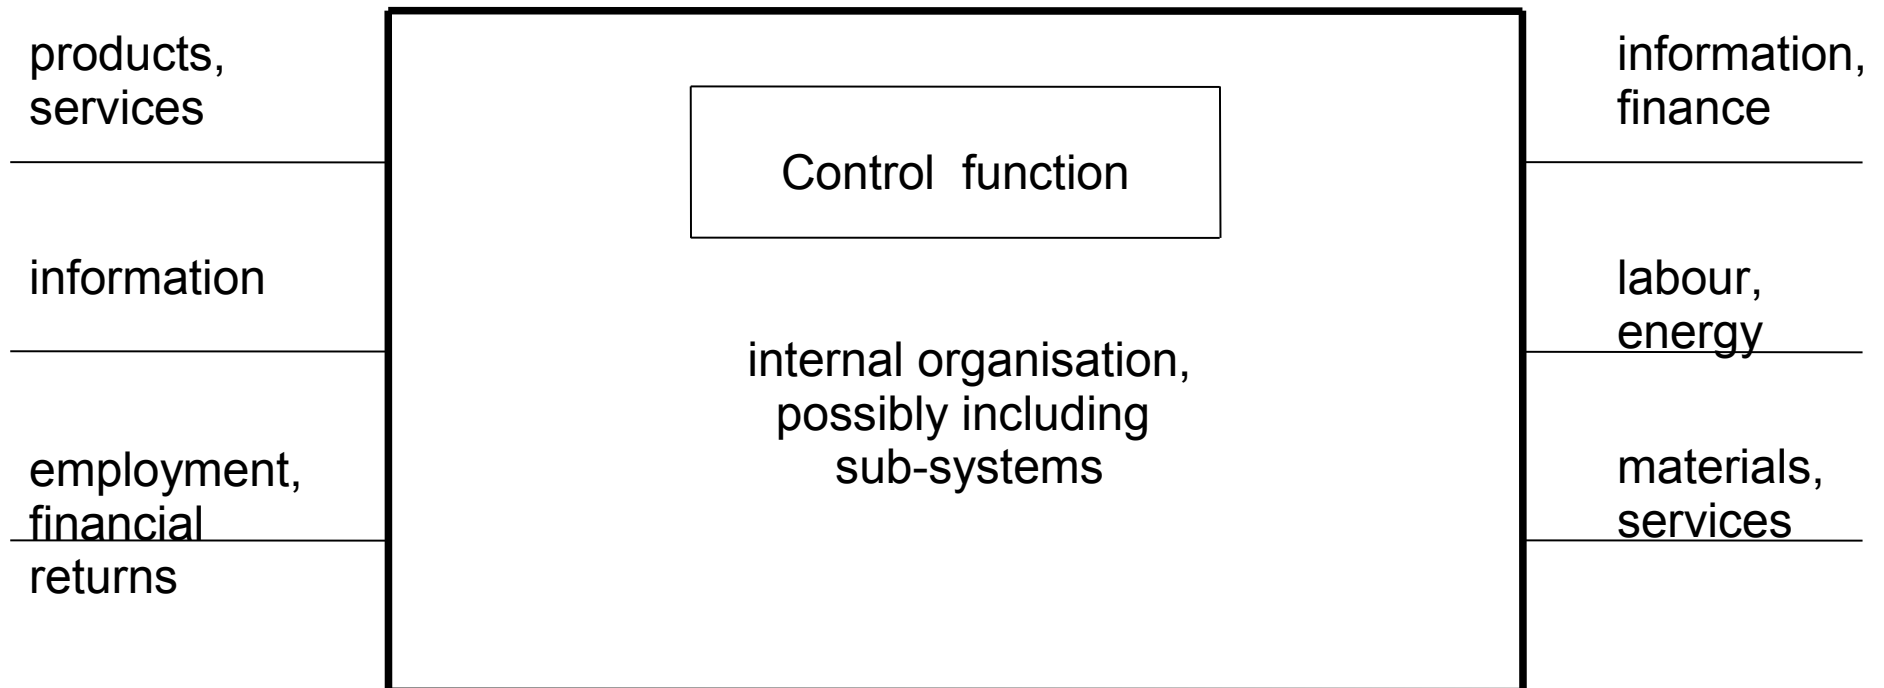 products,
services
information
employment,
financial
returns
Control function
internal organisation,
possibly including
sub-systems
information,
finance
labour,
energy
materials,
services